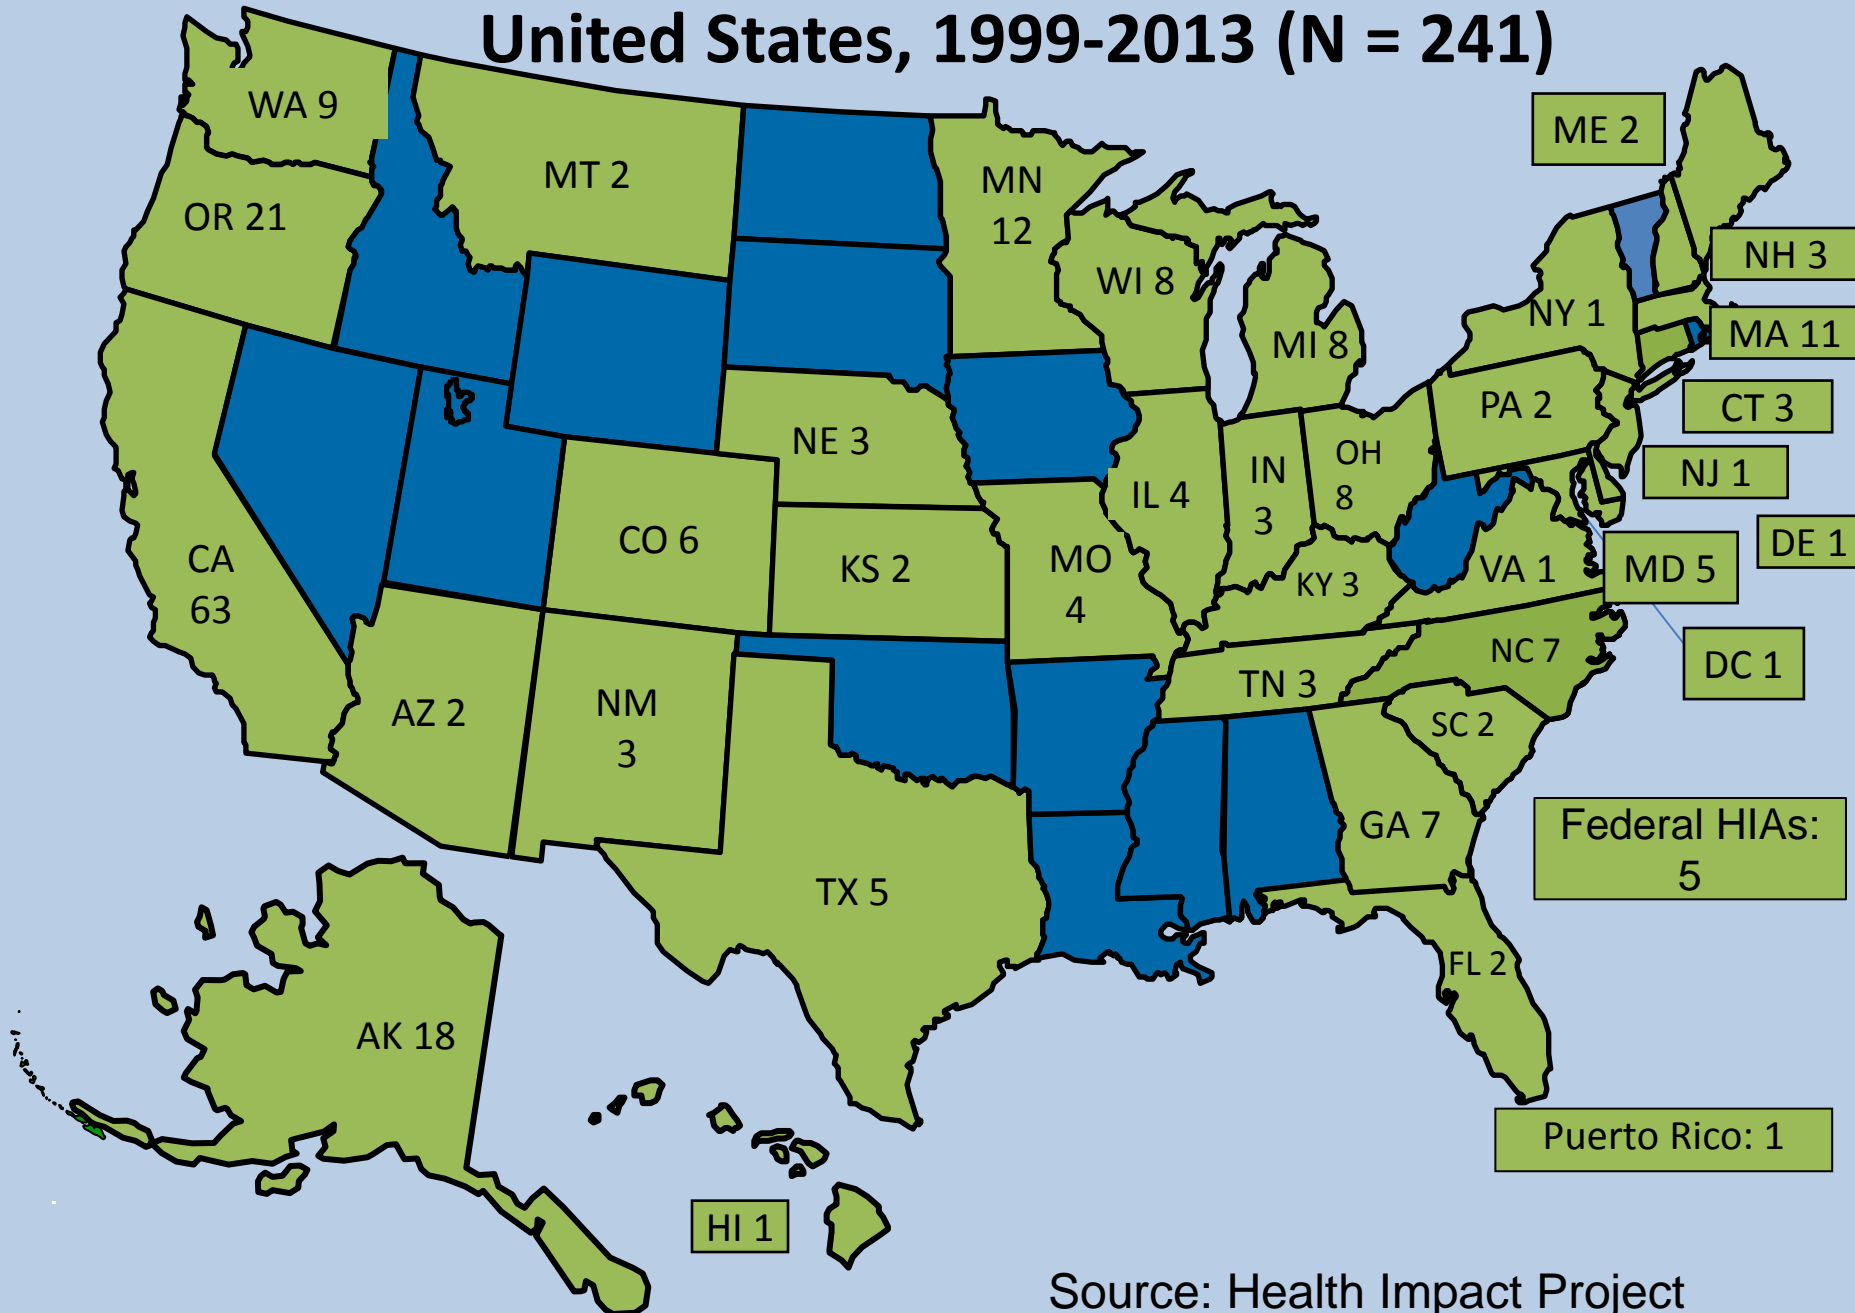 United States, 1999-2013 (N = 241)
WA 9
ME 2
MT 2
MN
12
OR 21
NH 3
WI 8
NY 1
MA 11
MI 8
PA 2
CT 3
NE 3
OH
8
IN
3
NJ 1
IL 4
CO 6
DE 1
CA
63
KS 2
MO
4
KY 3
VA 1
MD 5
NC 7
DC 1
TN 3
AZ 2
NM
3
SC 2
GA 7
Federal HIAs:
5
TX 5
FL 2
AK 18
Puerto Rico: 1
HI 1
Source: Health Impact Project